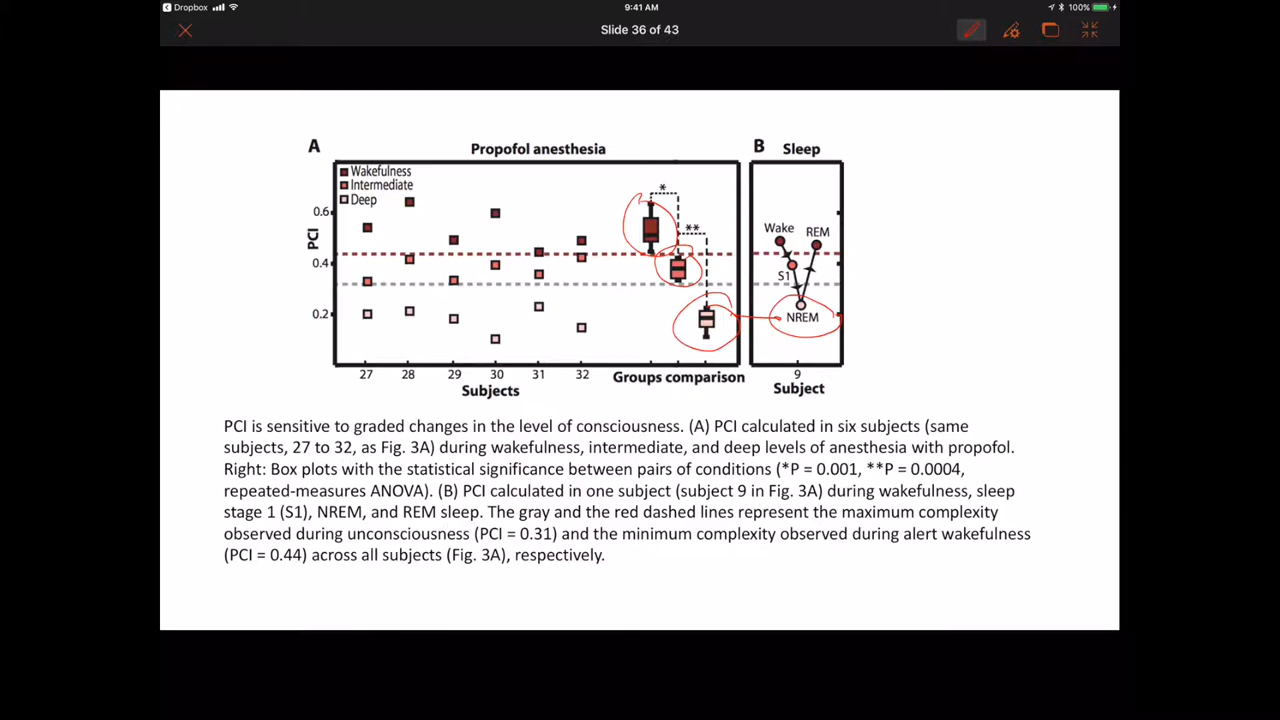 Dropbox 9:41 AM 100%
Slide 36 of 43
A Propofol anesthesia B Sleep
Wakefulness
Intermediate
Deep
PCI
0.6
0.4
0.2
*
**
Wake REM
S1
NREM
27 28 29 30 31 32 Groups comparison 9
Subjects Subject
PCI is sensitive to graded changes in the level of consciousness. (A) PCI calculated in six subjects (same
subjects, 27 to 32, as Fig. 3A) during wakefulness, intermediate, and deep levels of anesthesia with propofol.
Right: Box plots with the statistical significance between pairs of conditions (*P = 0.001, **P = 0.0004,
repeated-measures ANOVA). (B) PCI calculated in one subject (subject 9 in Fig. 3A) during wakefulness, sleep
stage 1 (S1), NREM, and REM sleep. The gray and the red dashed lines represent the maximum complexity
observed during unconsciousness (PCI = 0.31) and the minimum complexity observed during alert wakefulness
(PCI = 0.44) across all subjects (Fig. 3A), respectively.